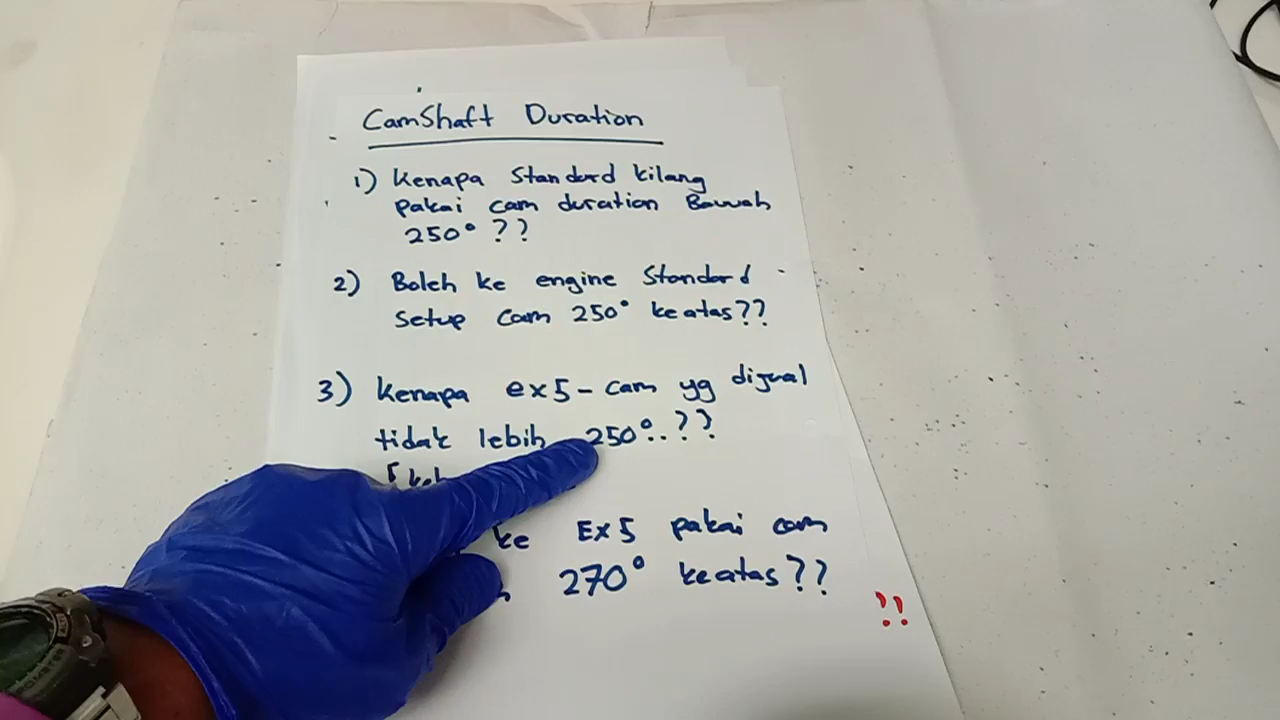 CamShaft Duration
1) Kenapa Standard kilang
pakai cam duration Bawah
250° ??
2) Boleh ke engine Standard
Setup Cam 250° keatas??
3) Kenapa ex5-cam yg dijual
tidak lebih 250°..??
ke EX5 pakai cam
270° keatas??
!!